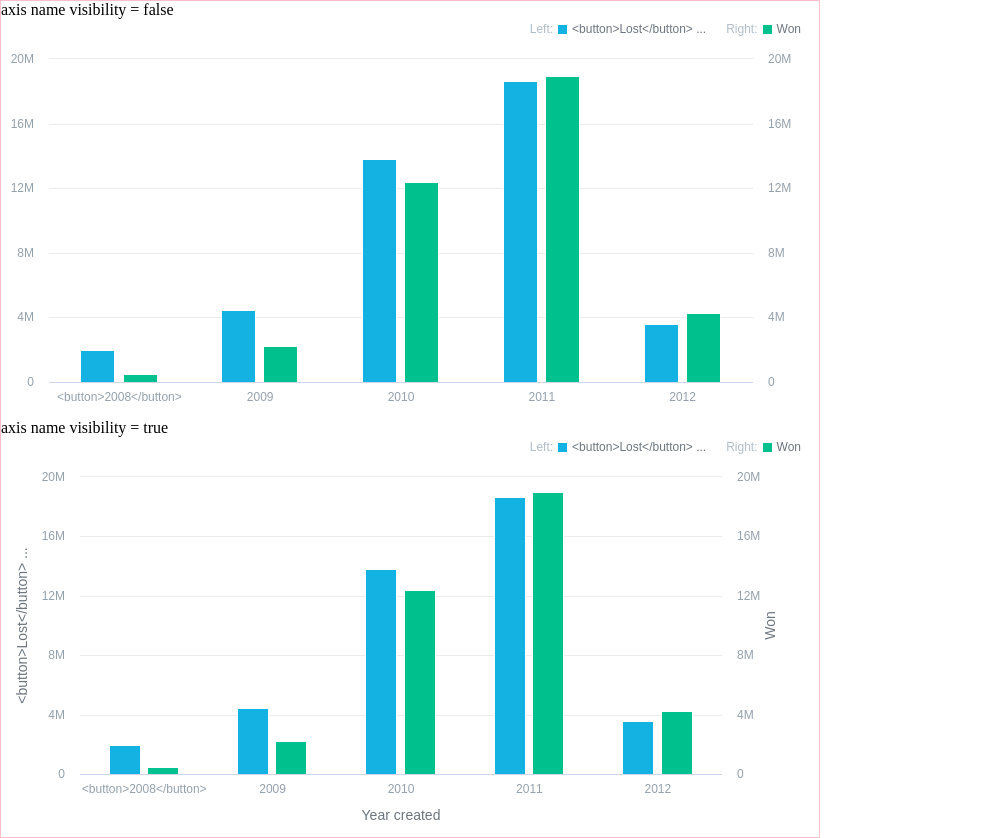 axis name visibility = false
Left: <button>Lost</button> ... Right: Won
20M 20M
16M 16M
12M 12M
8M 8M
4M 4M
0 0
<button>2008</button> 2009 2010 2011 2012
axis name visibility = true
Left: <button>Lost</button> ... Right: Won
<button>Lost</button> ...
20M 20M
16M 16M
12M 12M
8M 8M
4M 4M
0 0
Won
<button>2008</button> 2009 2010 2011 2012
Year created